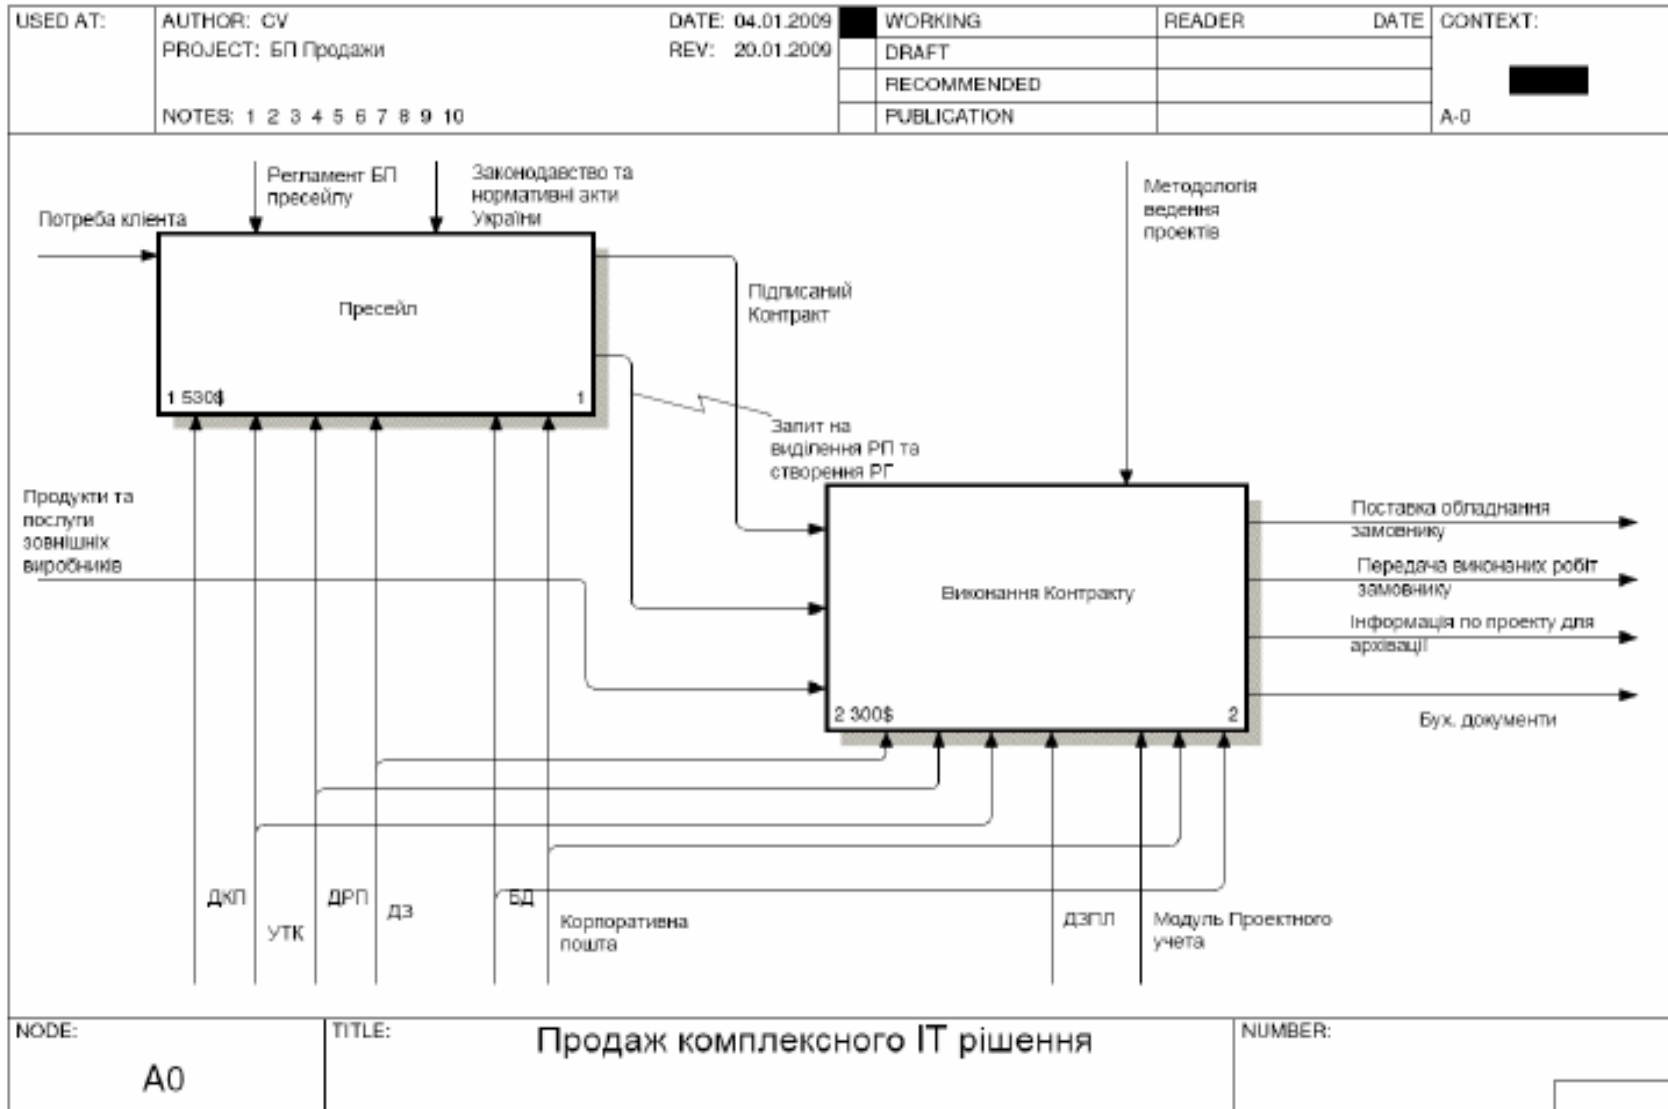 USED AT:
AUTHOR: CV
DATE: 04.01.2009
PROJECT: БП Продажи
REV: 20.01.2009
NOTES: 1 2 3 4 5 6 7 8 9 10
WORKING
DRAFT
RECOMMENDED
PUBLICATION
READER
DATE
CONTEXT:
A-0
Потреба клієнта
Регламент БП
пресейлу
Законодавство та
нормативні акти
України
Методологія
ведення
проектів
Пресейл
1 530$
1
Підписаний
Контракт
Запит на
виділення РП та
створення РГ
Продукти та
послуги
зовнішніх
виробників
Виконання Контракту
2 300$
2
Поставка обладнання
замовнику
Передача виконаних робіт
замовнику
Інформація по проекту для
архівації
Бух. документи
ДКП
УТК
ДРП
ДЗ
БД
Корпоративна
пошта
ДЗПЛ
Модуль Проектного
учета
NODE:
A0
TITLE:
Продаж комплексного ІТ рішення
NUMBER: